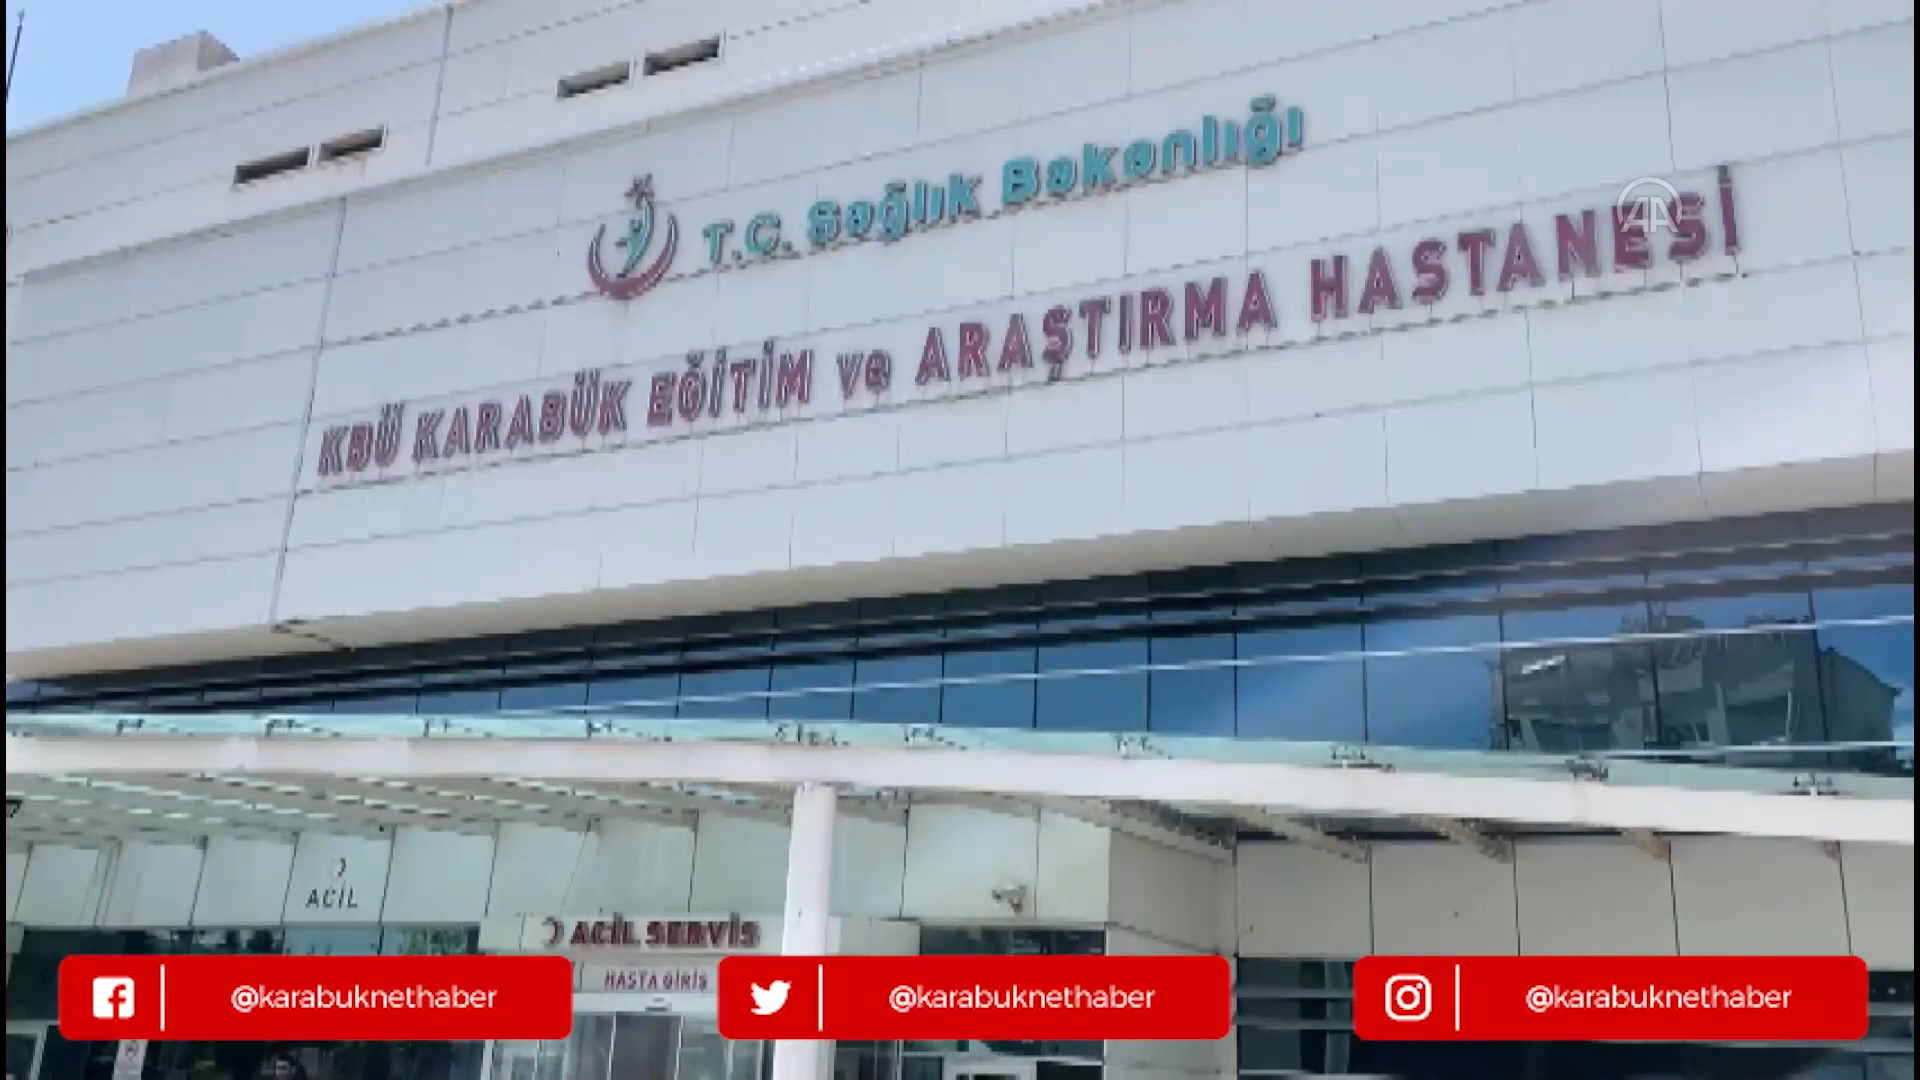 T.C. Sağlık Bakanlığı
KBÜ KARABÜK EĞİTİM ve ARAŞTIRMA HASTANESİ
AA
ACİL
ACİL SERVİS
HASTA GİRİŞ
@karabuknethaber
@karabuknethaber
@karabuknethaber